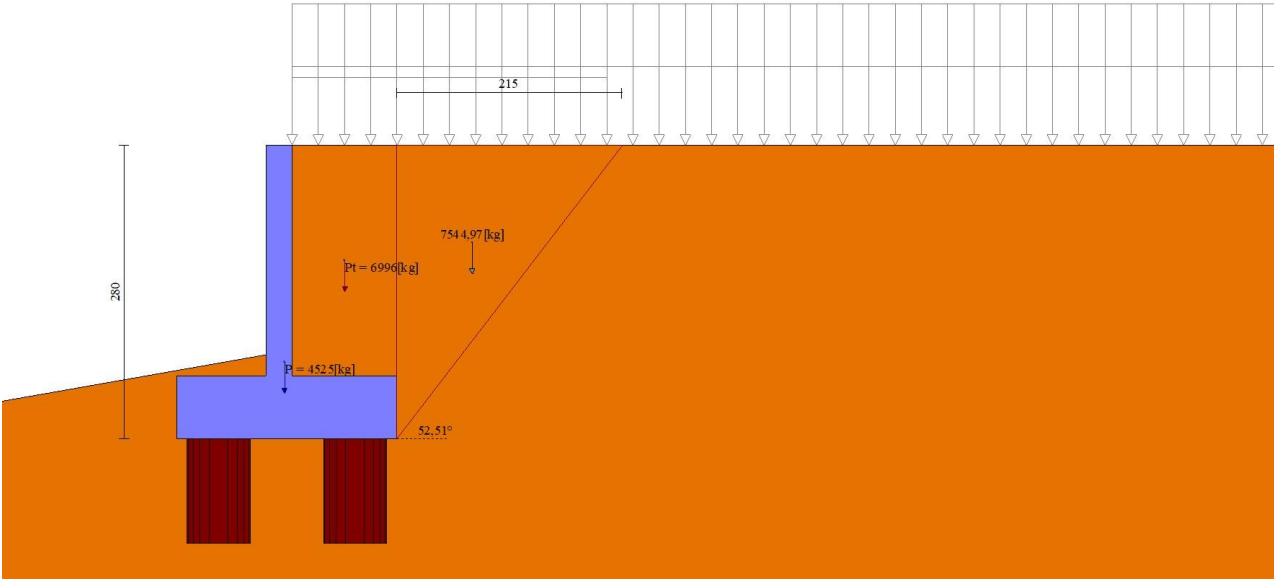 215
7544,97[kg]
Pt = 6996[kg]
280
P = 4525[kg]
52,51°